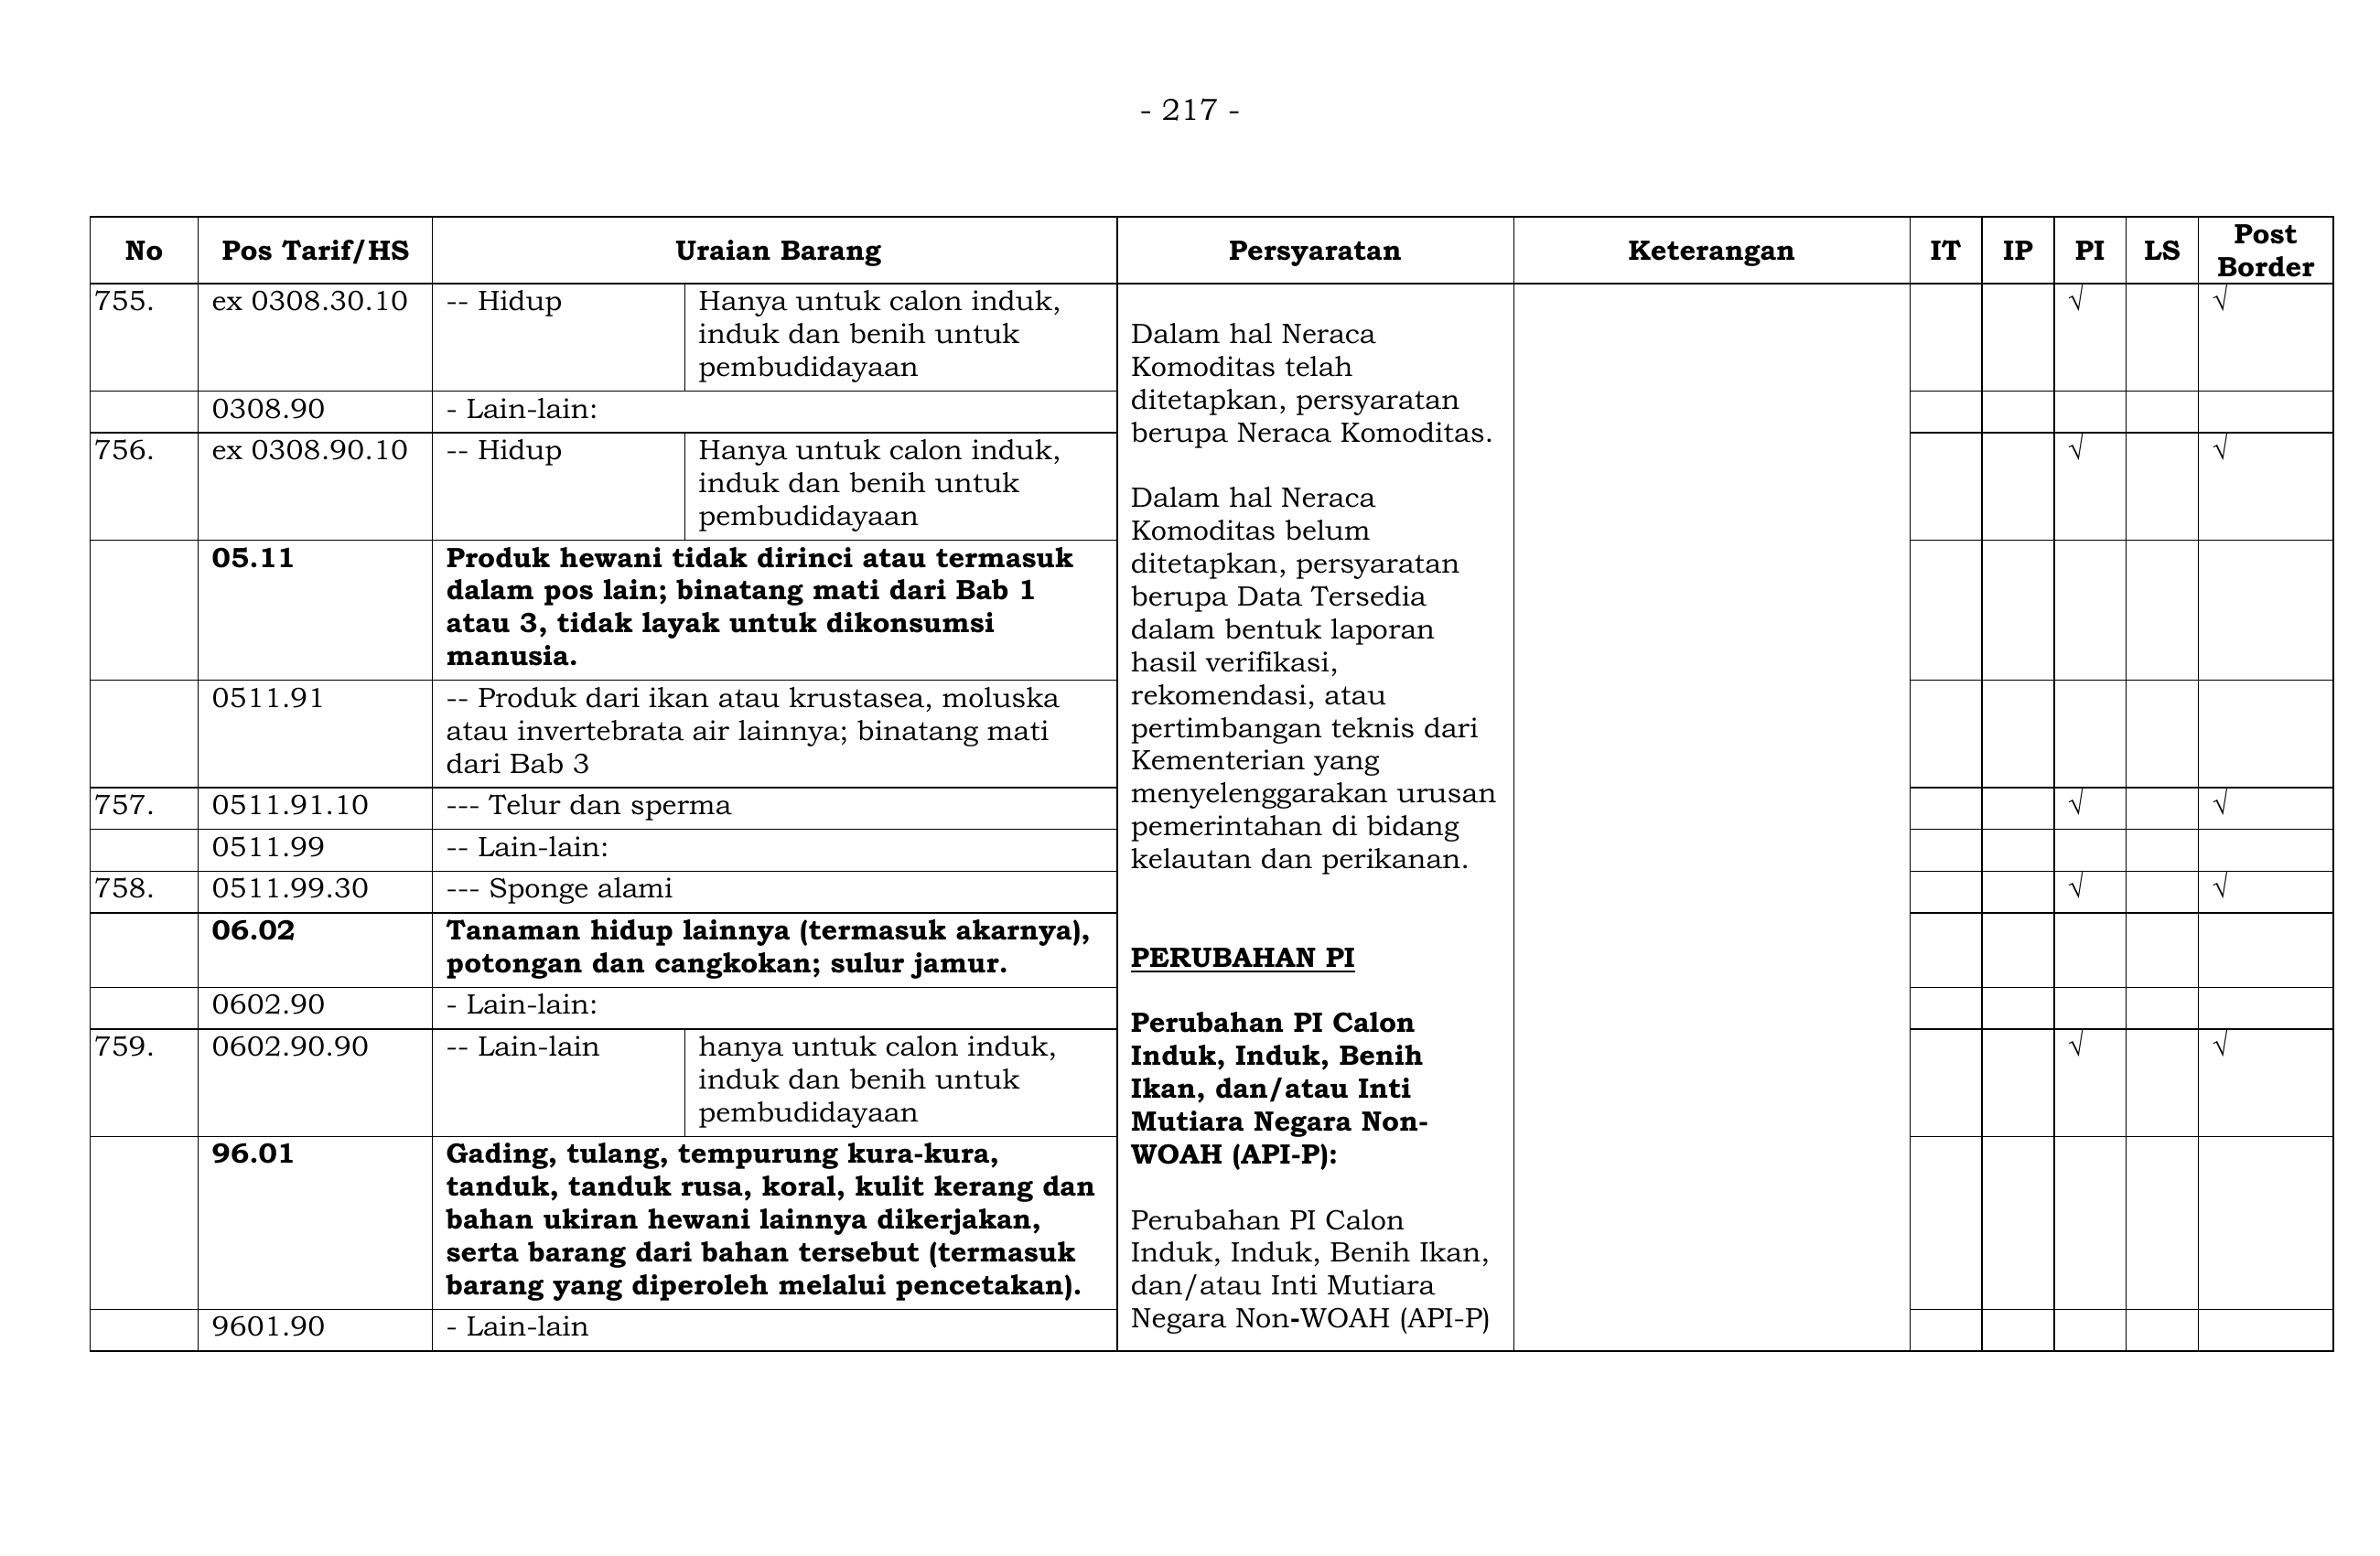 - 217 -
No
Pos Tarif/HS
Uraian Barang
Persyaratan
Keterangan
IT
IP
PI
LS
Post
Border
755.
ex 0308.30.10
-- Hidup
Hanya untuk calon induk,
induk dan benih untuk
pembudidayaan
√
√
0308.90
- Lain-lain:
756.
ex 0308.90.10
-- Hidup
Hanya untuk calon induk,
induk dan benih untuk
pembudidayaan
√
√
05.11
Produk hewani tidak dirinci atau termasuk
dalam pos lain; binatang mati dari Bab 1
atau 3, tidak layak untuk dikonsumsi
manusia.
0511.91
-- Produk dari ikan atau krustasea, moluska
atau invertebrata air lainnya; binatang mati
dari Bab 3
757.
0511.91.10
--- Telur dan sperma
√
√
0511.99
-- Lain-lain:
758.
0511.99.30
--- Sponge alami
√
√
06.02
Tanaman hidup lainnya (termasuk akarnya),
potongan dan cangkokan; sulur jamur.
0602.90
- Lain-lain:
759.
0602.90.90
-- Lain-lain
hanya untuk calon induk,
induk dan benih untuk
pembudidayaan
√
√
96.01
Gading, tulang, tempurung kura-kura,
tanduk, tanduk rusa, koral, kulit kerang dan
bahan ukiran hewani lainnya dikerjakan,
serta barang dari bahan tersebut (termasuk
barang yang diperoleh melalui pencetakan).
9601.90
- Lain-lain
Dalam hal Neraca
Komoditas telah
ditetapkan, persyaratan
berupa Neraca Komoditas.
Dalam hal Neraca
Komoditas belum
ditetapkan, persyaratan
berupa Data Tersedia
dalam bentuk laporan
hasil verifikasi,
rekomendasi, atau
pertimbangan teknis dari
Kementerian yang
menyelenggarakan urusan
pemerintahan di bidang
kelautan dan perikanan.
PERUBAHAN PI
Perubahan PI Calon
Induk, Induk, Benih
Ikan, dan/atau Inti
Mutiara Negara Non-
WOAH (API-P):
Perubahan PI Calon
Induk, Induk, Benih Ikan,
dan/atau Inti Mutiara
Negara Non-WOAH (API-P)